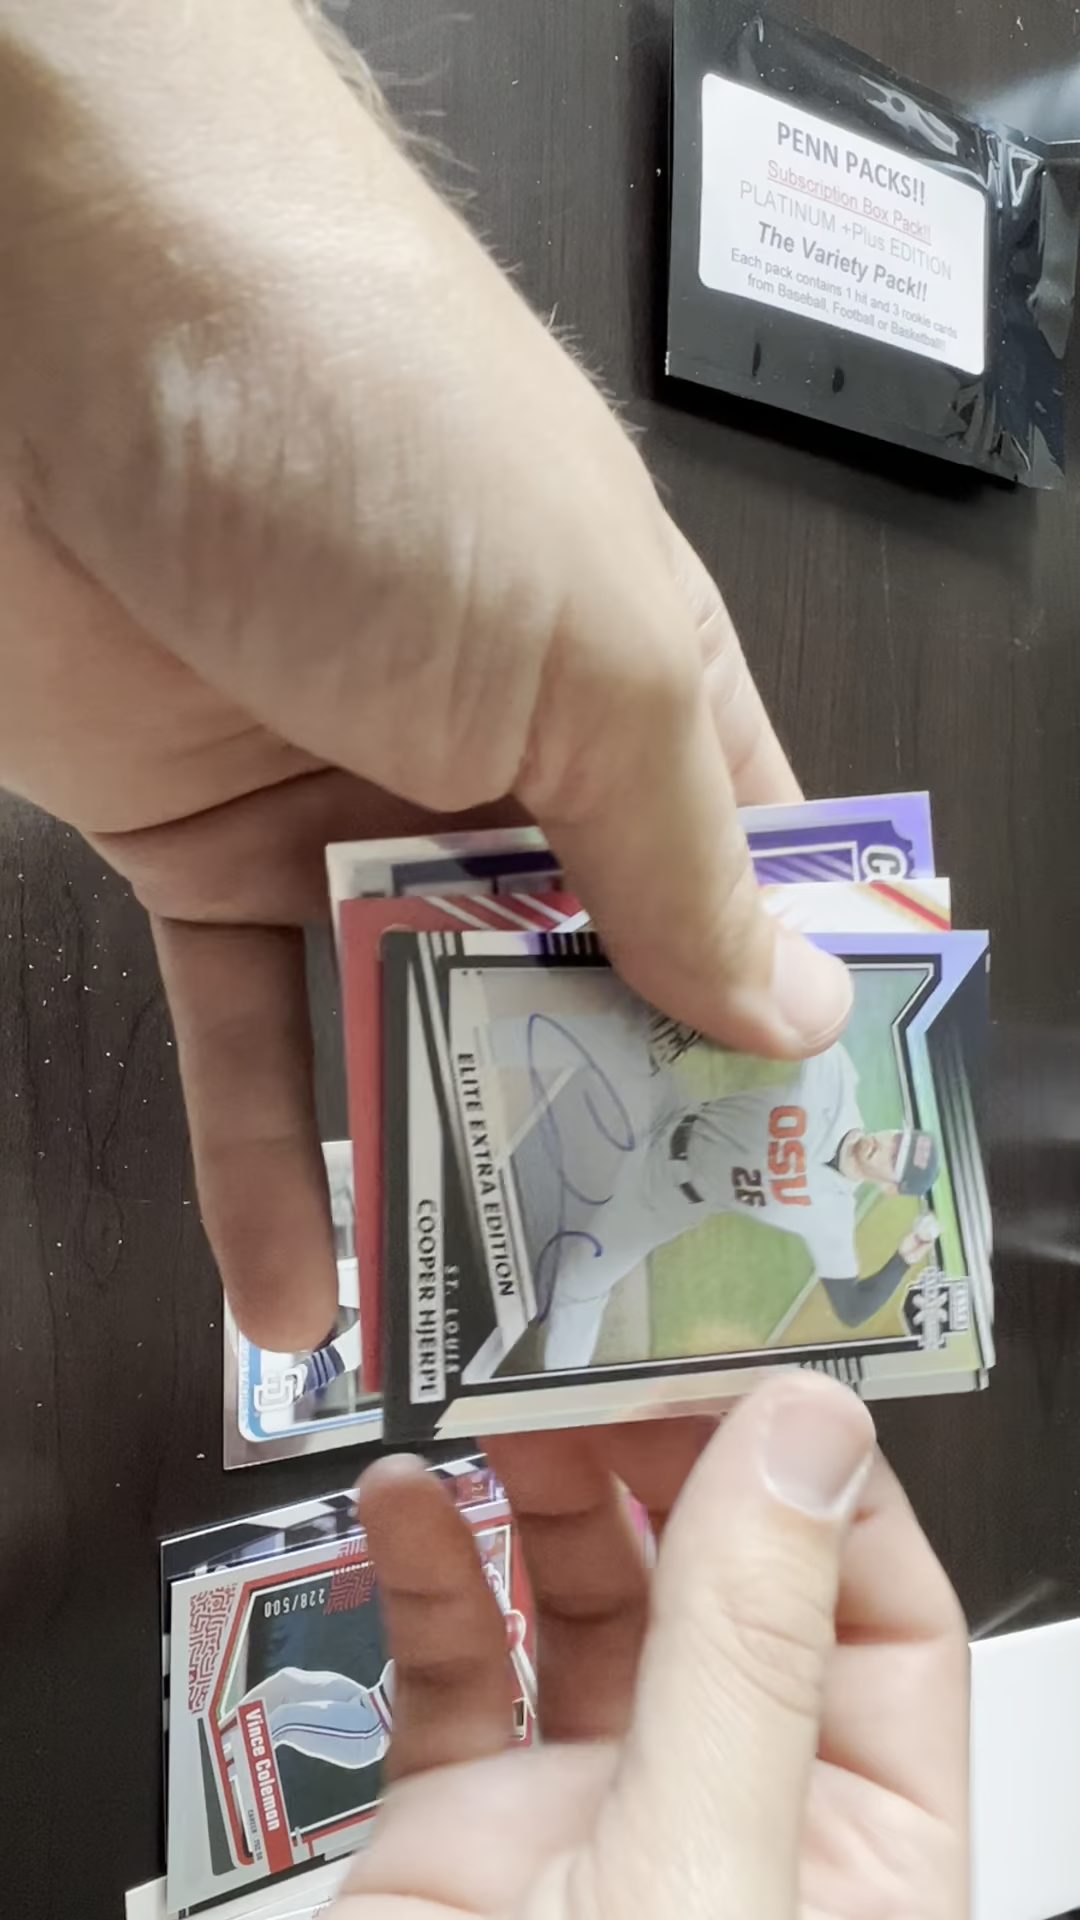 PENN PACKS!!
Subscription Box Pack!!
PLATINUM +Plus EDITION
The Variety Pack!!
Each pack contains 1 hit and 3 rookie cards
from Baseball, Football or Basketball!!
OSU
26
ELITE EXTRA EDITION
ST. LOUIS
COOPER HJERPE
228/500
Vince Coleman